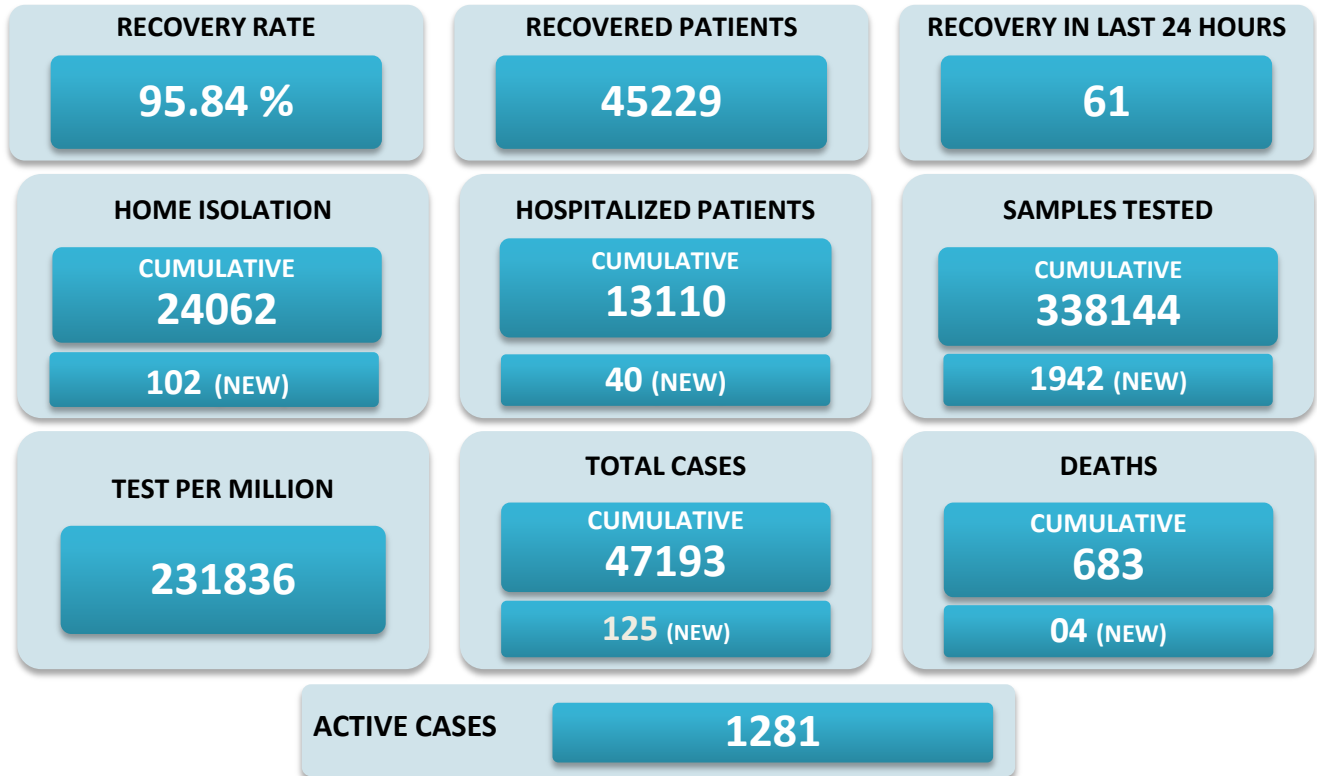 RECOVERY RATE
95.84 %
RECOVERED PATIENTS
45229
RECOVERY IN LAST 24 HOURS
61
HOME ISOLATION
CUMULATIVE
24062
102 (NEW)
HOSPITALIZED PATIENTS
CUMULATIVE
13110
40 (NEW)
SAMPLES TESTED
CUMULATIVE
338144
1942 (NEW)
TEST PER MILLION
231836
TOTAL CASES
CUMULATIVE
47193
125 (NEW)
DEATHS
CUMULATIVE
683
04 (NEW)
ACTIVE CASES
1281